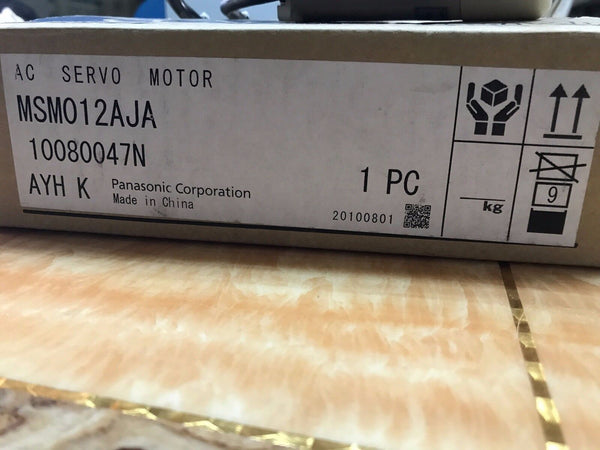 AC SERVO MOTOR
MSM012AJA
10080047N
AYH K Panasonic Corporation
Made in China
1 PC
20100801
kg
9